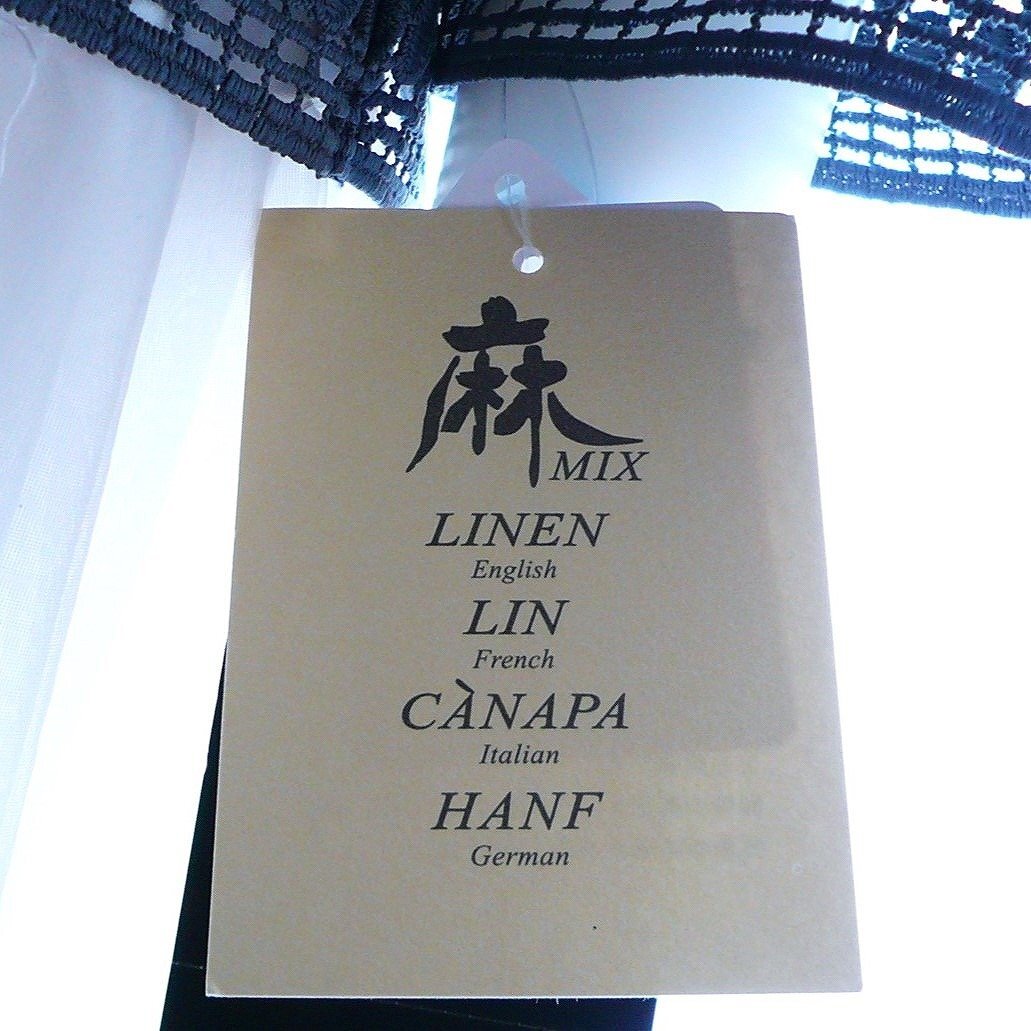 麻MIX
LINEN
English
LIN
French
CÀNAPA
Italian
HANF
German